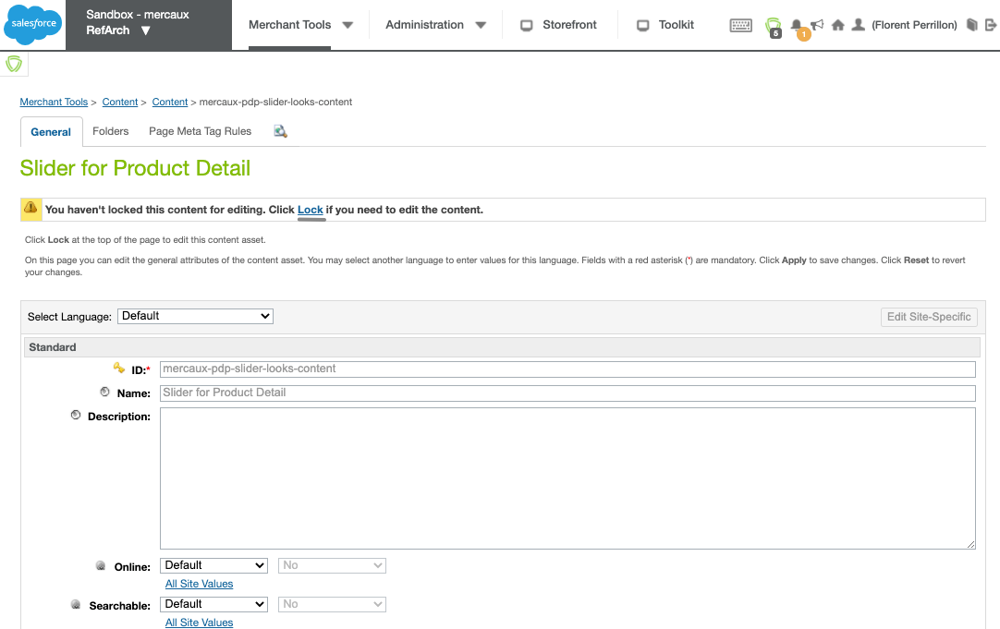 salesforce
Sandbox - mercaux
RefArch ▼
Merchant Tools
Administration
Storefront
Toolkit
5
1
(Florent Perrillon)
Merchant Tools > Content > Content > mercaux-pdp-slider-looks-content
General
Folders
Page Meta Tag Rules
Slider for Product Detail
You haven't locked this content for editing. Click Lock if you need to edit the content.
Click Lock at the top of the page to edit this content asset.
On this page you can edit the general attributes of the content asset. You may select another language to enter values for this language. Fields with a red asterisk (*) are mandatory. Click Apply to save changes. Click Reset to revert
your changes.
Select Language: Default
Edit Site-Specific
Standard
ID:* mercaux-pdp-slider-looks-content
Name: Slider for Product Detail
Description:
Online: Default No
All Site Values
Searchable: Default No
All Site Values